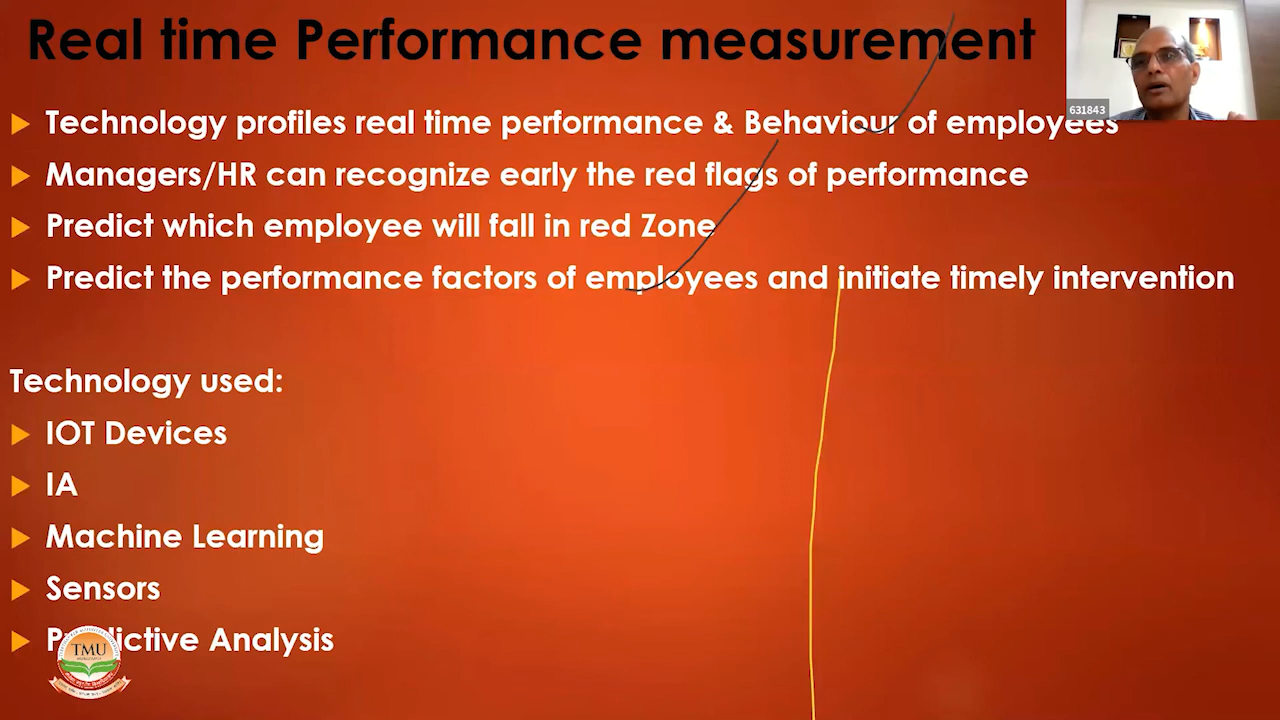 Real time Performance measurement
631843
Technology profiles real time performance & Behaviour of employees
Managers/HR can recognize early the red flags of performance
Predict which employee will fall in red Zone
Predict the performance factors of employees and initiate timely intervention
Technology used:
IOT Devices
IA
Machine Learning
Sensors
Predictive Analysis
TMU